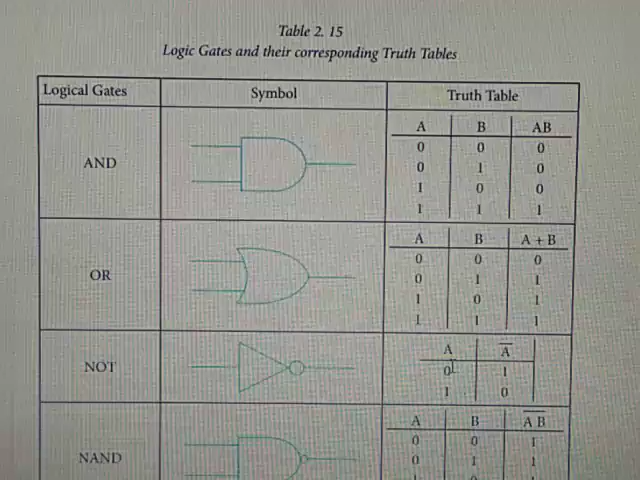 Table 2. 15
Logic Gates and their corresponding Truth Tables
Logical Gates Symbol Truth Table
A B AB
0 0 0
0 1 0
AND
1 0 0
1 1 1
A B A + B
0 0 0
OR
0 1 1
1 0 1
1 1 1
A A̅
NOT
0 1
1 0
A B A̅ B̅
0 0 1
NAND
0 1 1